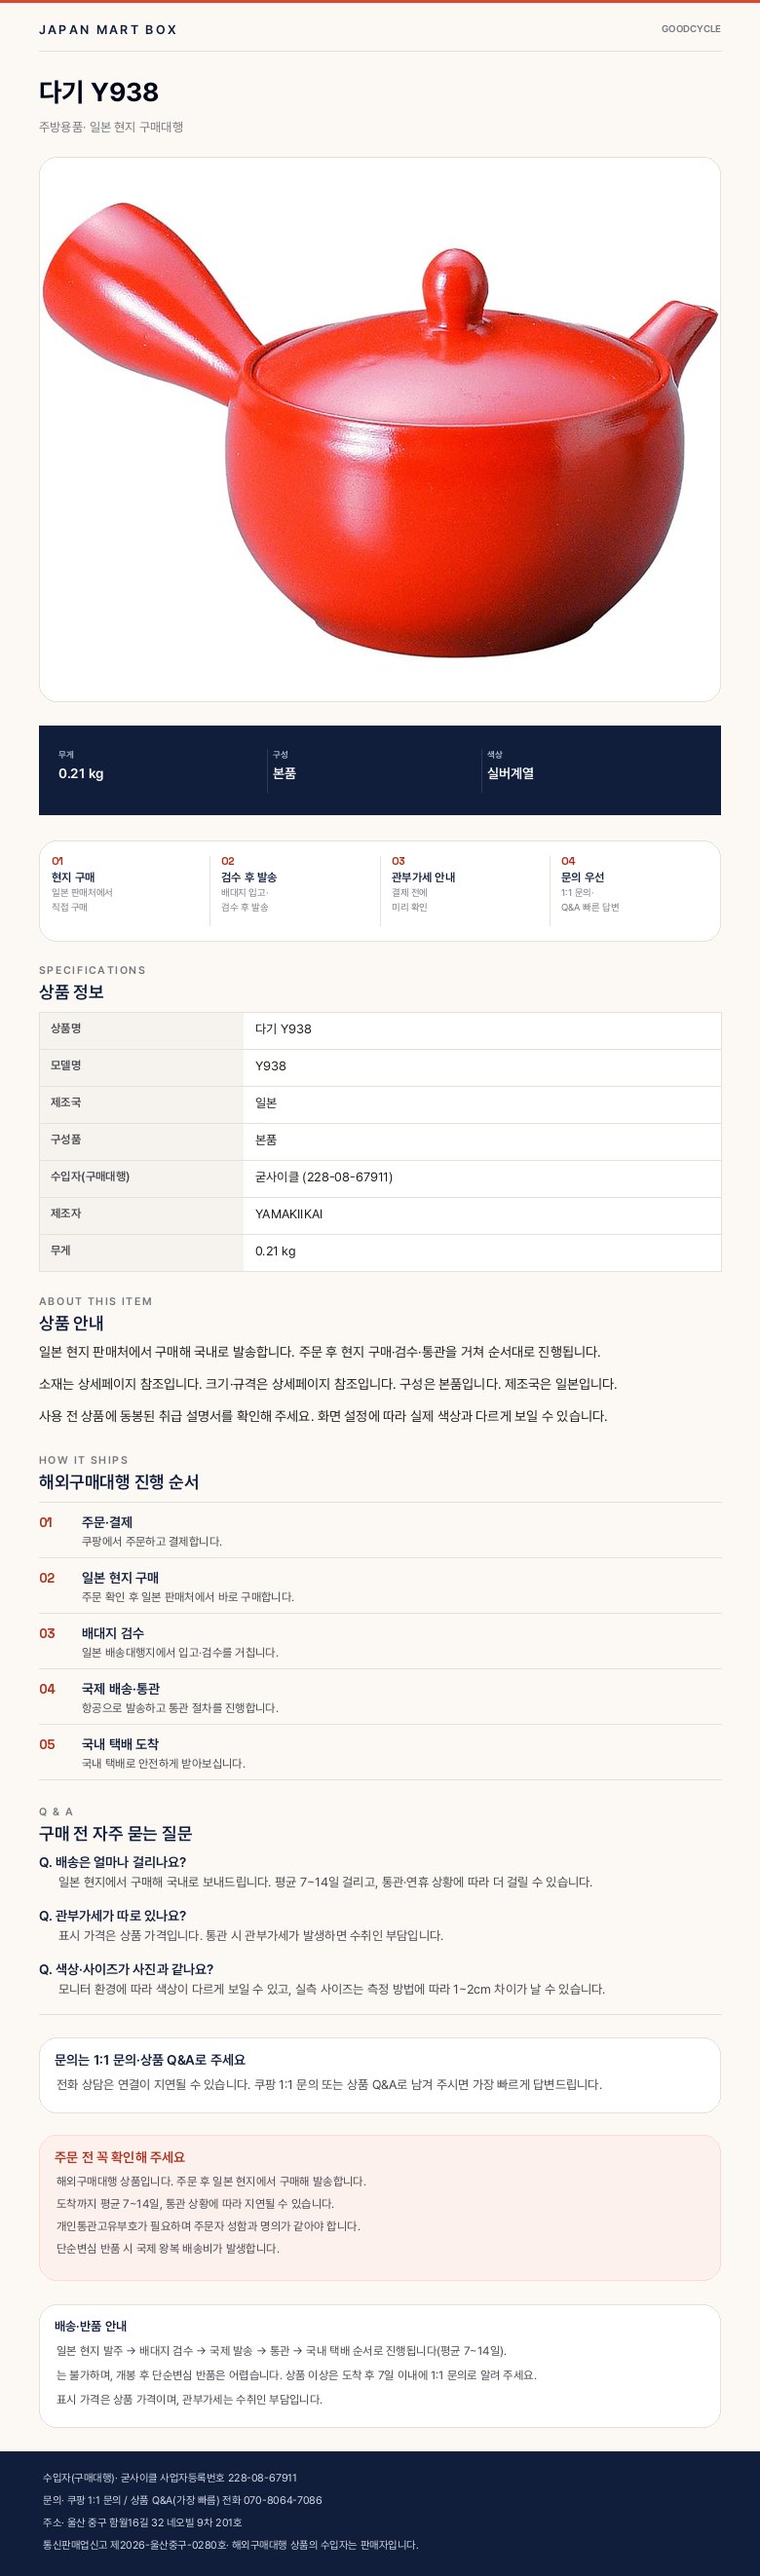 JAPAN MART BOX
GOODCYCLE
다기 Y938
주방용품· 일본 현지 구매대행
무게
0.21 kg
구성
본품
색상
실버계열
01
현지 구매
일본 판매처에서
직접 구매
02
검수 후 발송
배대지 입고·
검수 후 발송
03
관부가세 안내
결제 전에
미리 확인
04
문의 우선
1:1 문의·
Q&A 빠른 답변
SPECIFICATIONS
상품 정보
상품명 다기 Y938
모델명 Y938
제조국 일본
구성품 본품
수입자(구매대행) 굳사이클 (228-08-67911)
제조자 YAMAKIIKAI
무게 0.21 kg
ABOUT THIS ITEM
상품 안내
일본 현지 판매처에서 구매해 국내로 발송합니다. 주문 후 현지 구매·검수·통관을 거쳐 순서대로 진행됩니다.
소재는 상세페이지 참조입니다. 크기·규격은 상세페이지 참조입니다. 구성은 본품입니다. 제조국은 일본입니다.
사용 전 상품에 동봉된 취급 설명서를 확인해 주세요. 화면 설정에 따라 실제 색상과 다르게 보일 수 있습니다.
HOW IT SHIPS
해외구매대행 진행 순서
01 주문·결제
쿠팡에서 주문하고 결제합니다.
02 일본 현지 구매
주문 확인 후 일본 판매처에서 바로 구매합니다.
03 배대지 검수
일본 배송대행지에서 입고·검수를 거칩니다.
04 국제 배송·통관
항공으로 발송하고 통관 절차를 진행합니다.
05 국내 택배 도착
국내 택배로 안전하게 받아보십니다.
Q & A
구매 전 자주 묻는 질문
Q. 배송은 얼마나 걸리나요?
일본 현지에서 구매해 국내로 보내드립니다. 평균 7~14일 걸리고, 통관·연휴 상황에 따라 더 걸릴 수 있습니다.
Q. 관부가세가 따로 있나요?
표시 가격은 상품 가격입니다. 통관 시 관부가세가 발생하면 수취인 부담입니다.
Q. 색상·사이즈가 사진과 같나요?
모니터 환경에 따라 색상이 다르게 보일 수 있고, 실측 사이즈는 측정 방법에 따라 1~2cm 차이가 날 수 있습니다.
문의는 1:1 문의·상품 Q&A로 주세요
전화 상담은 연결이 지연될 수 있습니다. 쿠팡 1:1 문의 또는 상품 Q&A로 남겨 주시면 가장 빠르게 답변드립니다.
주문 전 꼭 확인해 주세요
해외구매대행 상품입니다. 주문 후 일본 현지에서 구매해 발송합니다.
도착까지 평균 7~14일, 통관 상황에 따라 지연될 수 있습니다.
개인통관고유부호가 필요하며 주문자 성함과 명의가 같아야 합니다.
단순변심 반품 시 국제 왕복 배송비가 발생합니다.
배송·반품 안내
일본 현지 발주 → 배대지 검수 → 국제 발송 → 통관 → 국내 택배 순서로 진행됩니다(평균 7~14일).
는 불가하며, 개봉 후 단순변심 반품은 어렵습니다. 상품 이상은 도착 후 7일 이내에 1:1 문의로 알려 주세요.
표시 가격은 상품 가격이며, 관부가세는 수취인 부담입니다.
수입자(구매대행)· 굳사이클 사업자등록번호 228-08-67911
문의· 쿠팡 1:1 문의 / 상품 Q&A(가장 빠름) 전화 070-8064-7086
주소· 울산 중구 함월16길 32 네오빌 9차 201호
통신판매업신고 제2026-울산중구-0280호· 해외구매대행 상품의 수입자는 판매자입니다.